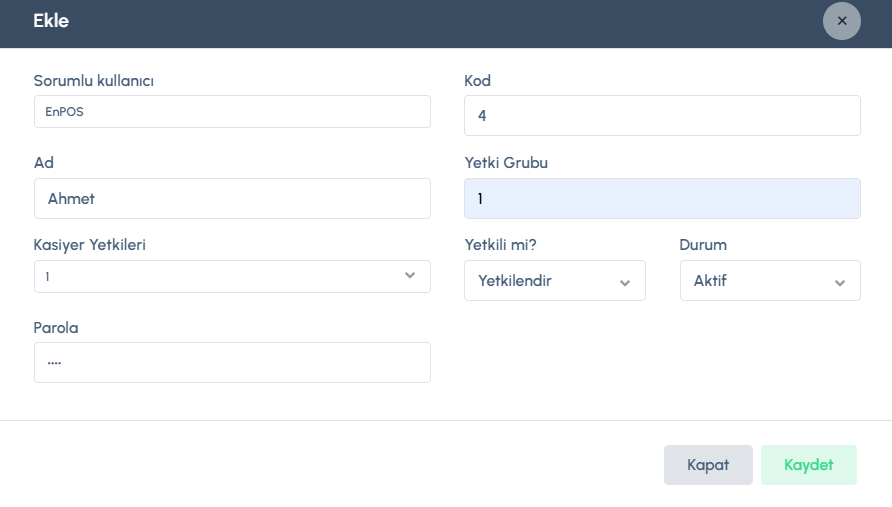 Ekle
Sorumlu kullanıcı
EnPOS
Kod
4
Ad
Ahmet
Yetki Grubu
1
Kasiyer Yetkileri
1
Yetkili mi?
Yetkilendir
Durum
Aktif
Parola
····
Kapat
Kaydet